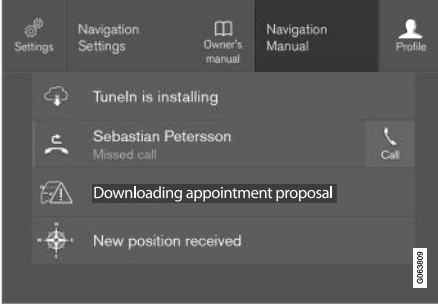 Settings
Navigation
Settings
Owner's
manual
Navigation
Manual
Profile
TuneIn is installing
Sebastian Petersson
Missed call
Call
Downloading appointment proposal
New position received
G063809